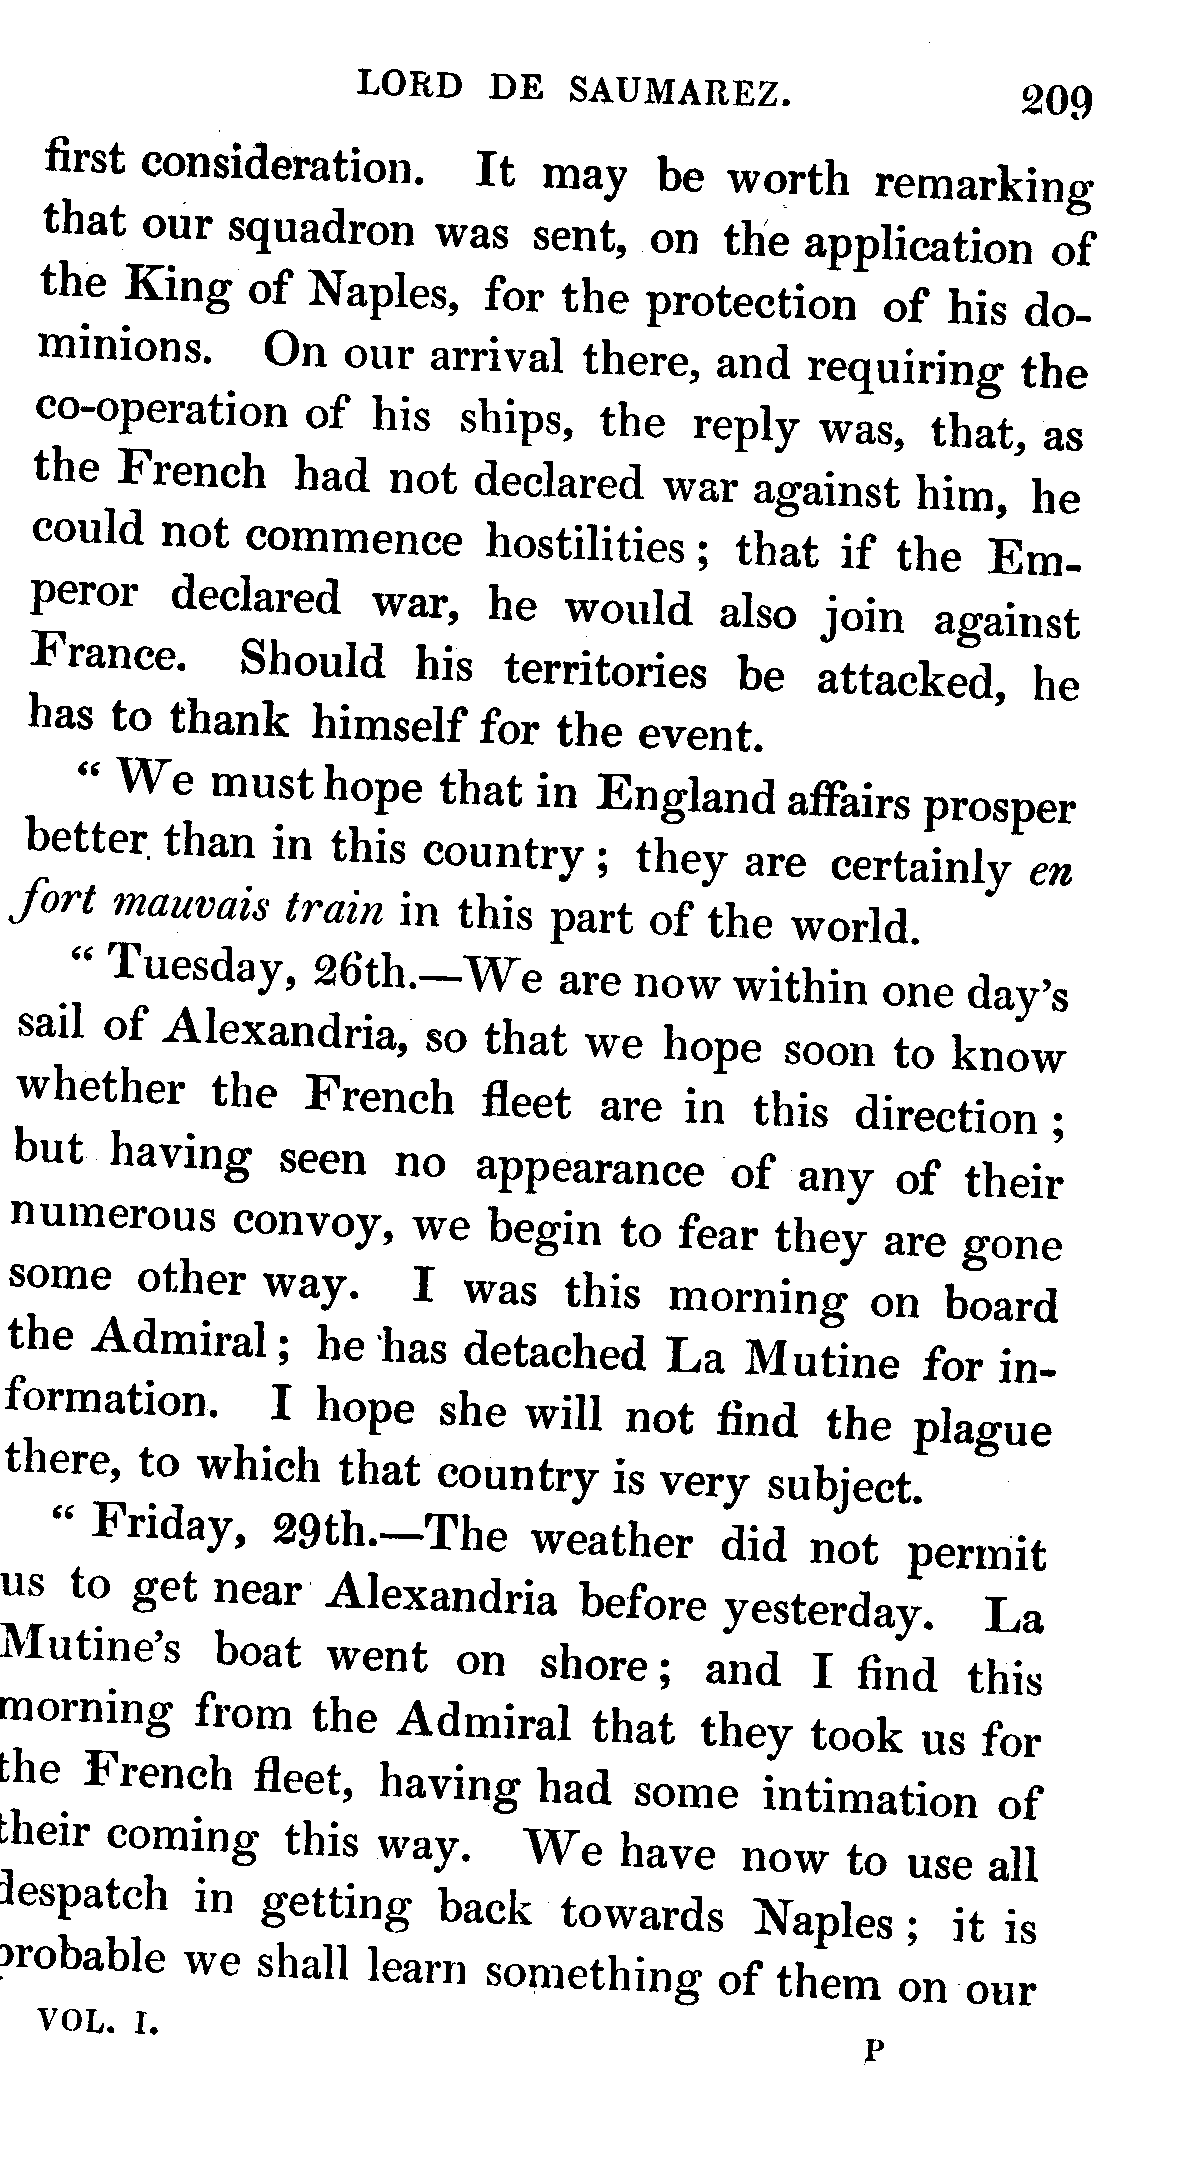 LORD DE SAUMAREZ. 209
first consideration. It may be worth remarking
that our squadron was sent, on the application of
the King of Naples, for the protection of his do-
minions. On our arrival there, and requiring the
co-operation of his ships, the reply was, that, as
the French had not declared war against him, he
could not commence hostilities ; that if the Em-
peror declared war, he would also join against
France. Should his territories be attacked, he
has to thank himself for the event.
“ We must hope that in England affairs prosper
better than in this country ; they are certainly en
fort mauvais train in this part of the world.
“ Tuesday, 26th.—We are now within one day’s
sail of Alexandria, so that we hope soon to know
whether the French fleet are in this direction ;
but having seen no appearance of any of their
numerous convoy, we begin to fear they are gone
some other way. I was this morning on board
the Admiral ; he has detached La Mutine for in-
formation. I hope she will not find the plague
there, to which that country is very subject.
“ Friday, 29th.—The weather did not permit
us to get near Alexandria before yesterday. La
Mutine’s boat went on shore ; and I find this
morning from the Admiral that they took us for
the French fleet, having had some intimation of
their coming this way. We have now to use all
despatch in getting back towards Naples ; it is
probable we shall learn something of them on our
VOL. I.
P